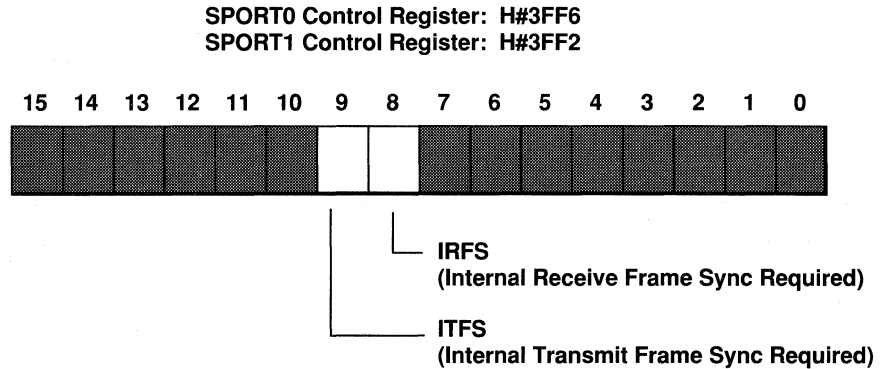 SPORT0 Control Register: H#3FF6
SPORT1 Control Register: H#3FF2
15 14 13 12 11 10 9 8 7 6 5 4 3 2 1 0
IRFS
(Internal Receive Frame Sync Required)
ITFS
(Internal Transmit Frame Sync Required)